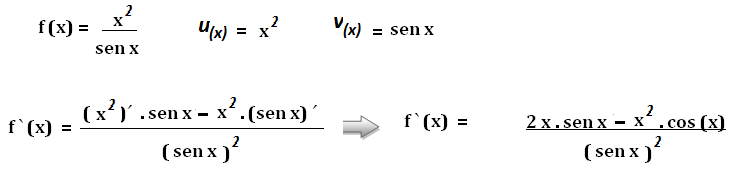 f(x) = x² / sen x    u(x) = x²    v(x) = sen x
f`(x) = (x²)´ . sen x – x² . (sen x)´ / (sen x)²    f`(x) = 2 x . sen x – x² . cos (x) / (sen x)²